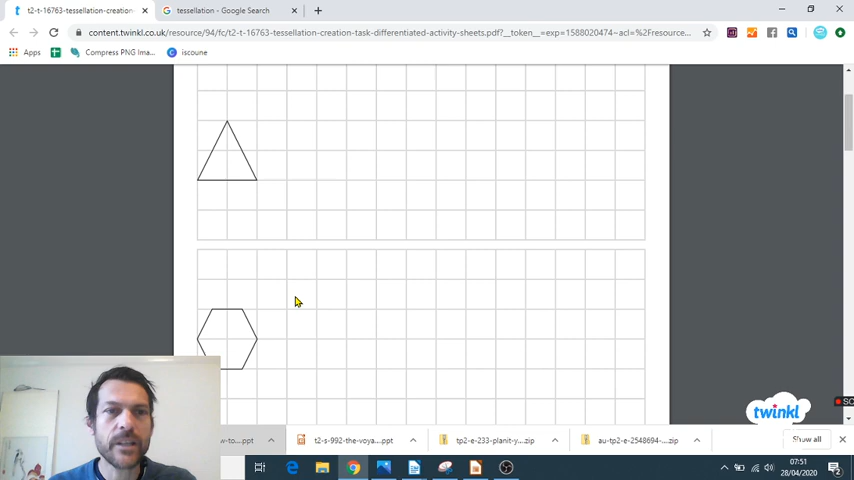 t2-t-16763-tessellation-creation-
tessellation - Google Search
content.twinkl.co.uk/resource/94/fc/t2-t-16763-tessellation-creation-task-differentiated-activity-sheets.pdf?__token__=exp=1588020474~acl=%2Fresource...
Apps
Compress PNG Ima...
iscoune
twinkl
SC
w-to....ppt
t2-s-992-the-voya....ppt
tp2-e-233-planit-y....zip
au-tp2-e-2548694-....zip
Show all
07:51
28/04/2020
2